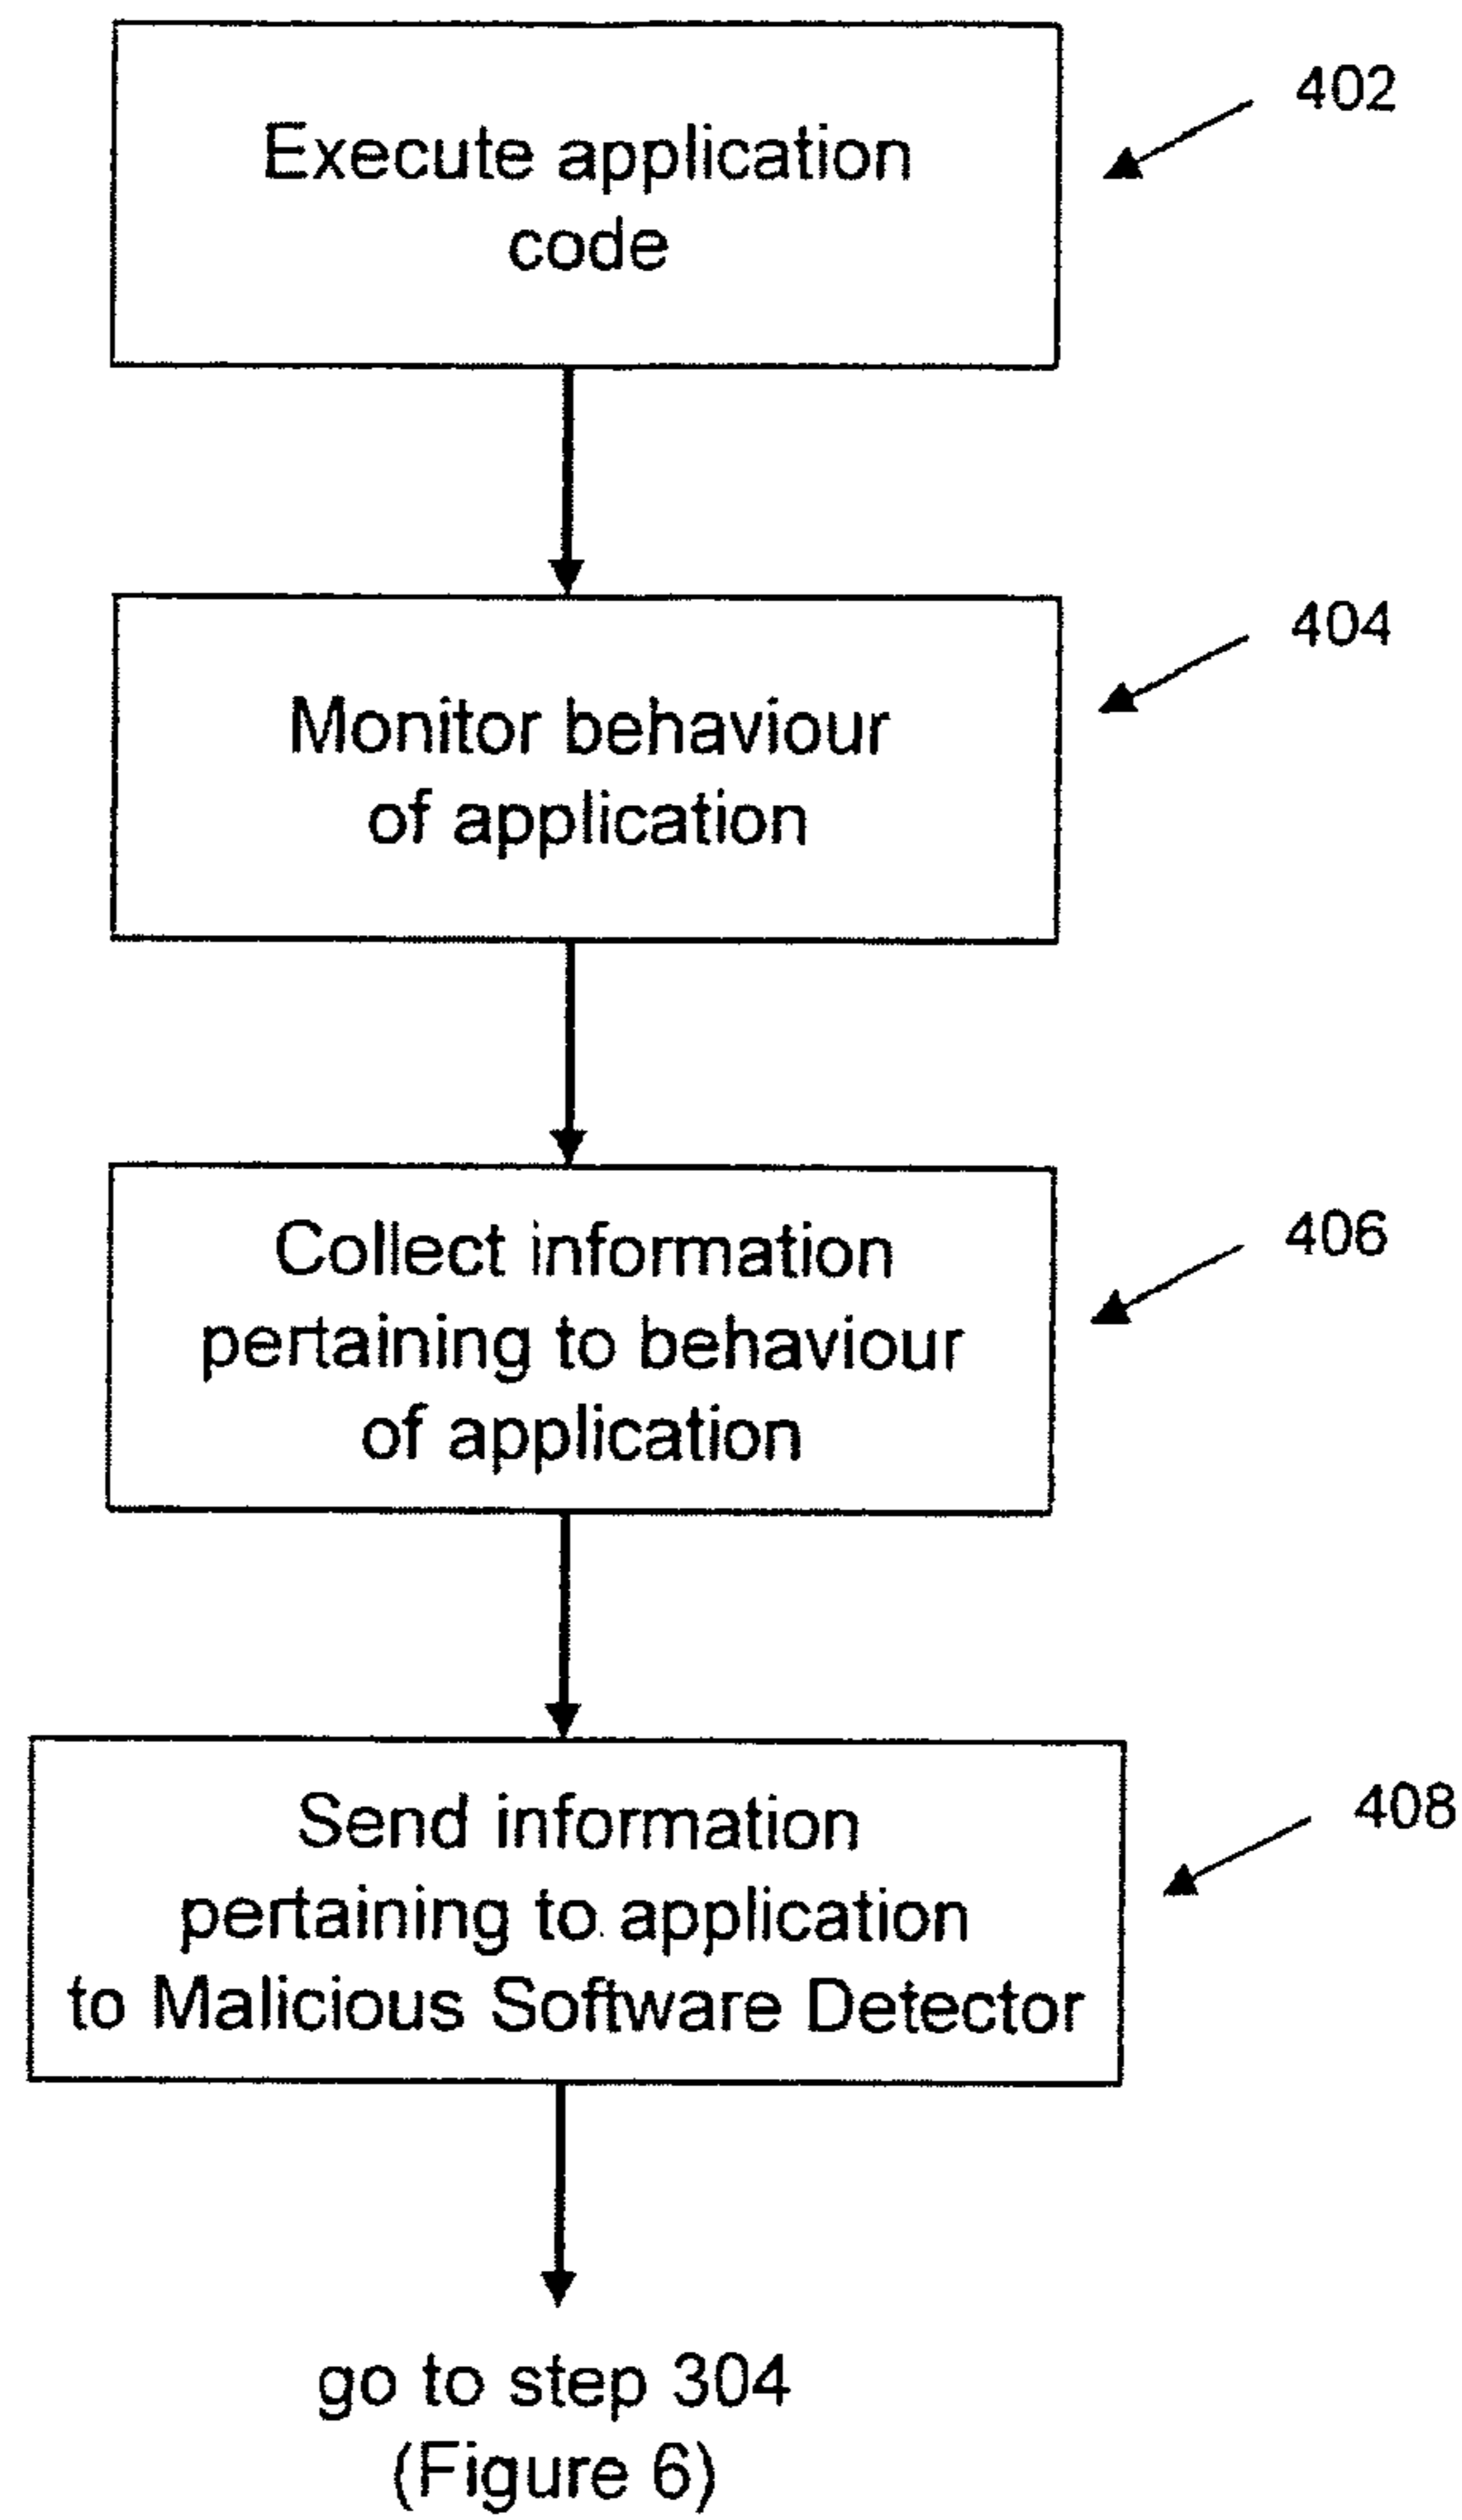 Execute application
code
402
Monitor behaviour
of application
404
Collect information
pertaining to behaviour
of application
406
Send information
pertaining to application
to Malicious Software Detector
408
go to step 304
(Figure 6)